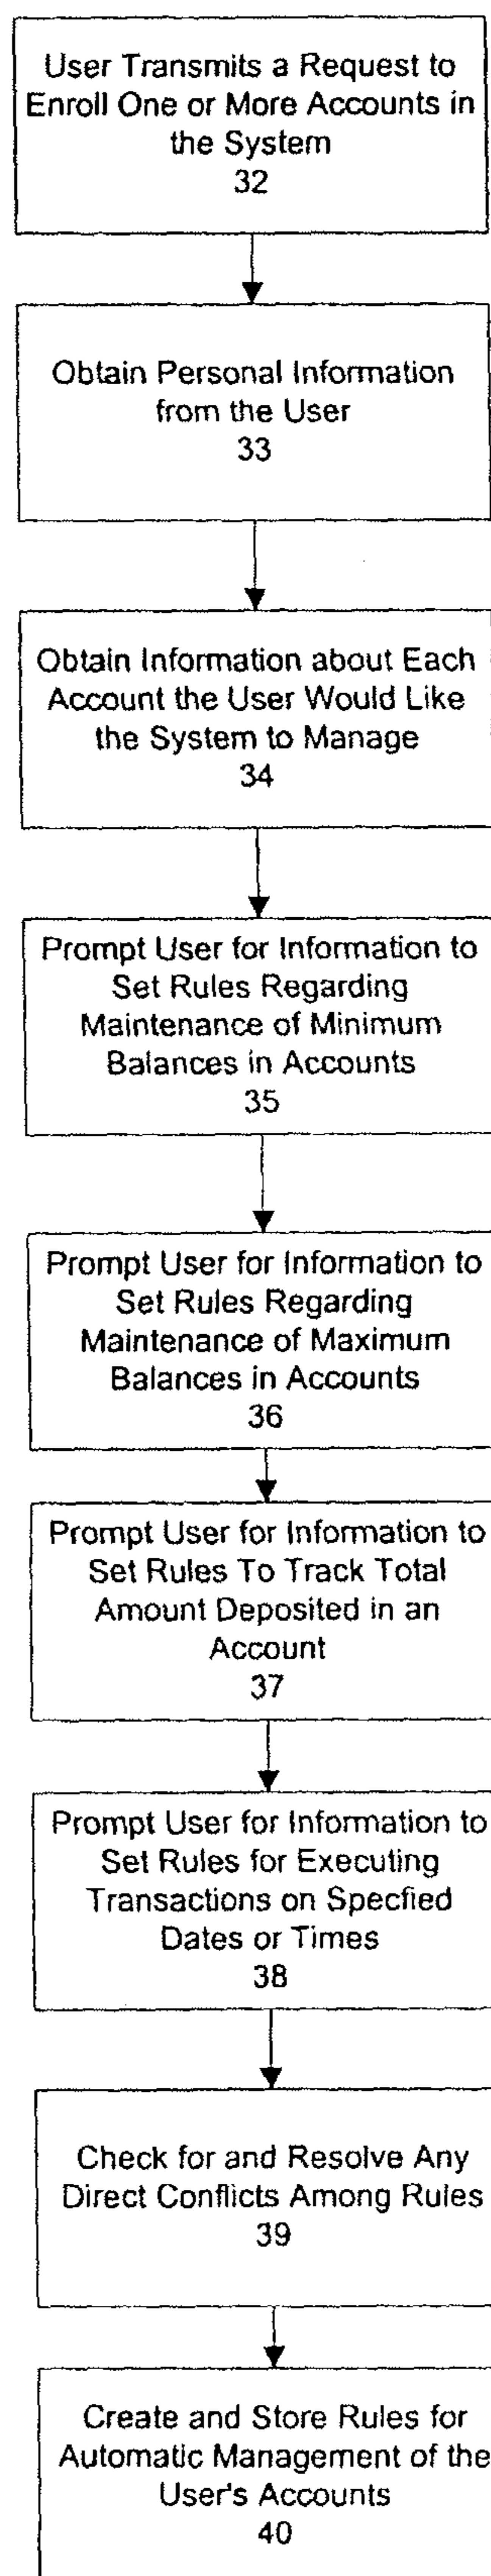 User Transmits a Request to
Enroll One or More Accounts in
the System
32
Obtain Personal Information
from the User
33
Obtain Information about Each
Account the User Would Like
the System to Manage
34
Prompt User for Information to
Set Rules Regarding
Maintenance of Minimum
Balances in Accounts
35
Prompt User for Information to
Set Rules Regarding
Maintenance of Maximum
Balances in Accounts
36
Prompt User for Information to
Set Rules To Track Total
Amount Deposited in an
Account
37
Prompt User for Information to
Set Rules for Executing
Transactions on Specfied
Dates or Times
38
Check for and Resolve Any
Direct Conflicts Among Rules
39
Create and Store Rules for
Automatic Management of the
User's Accounts
40